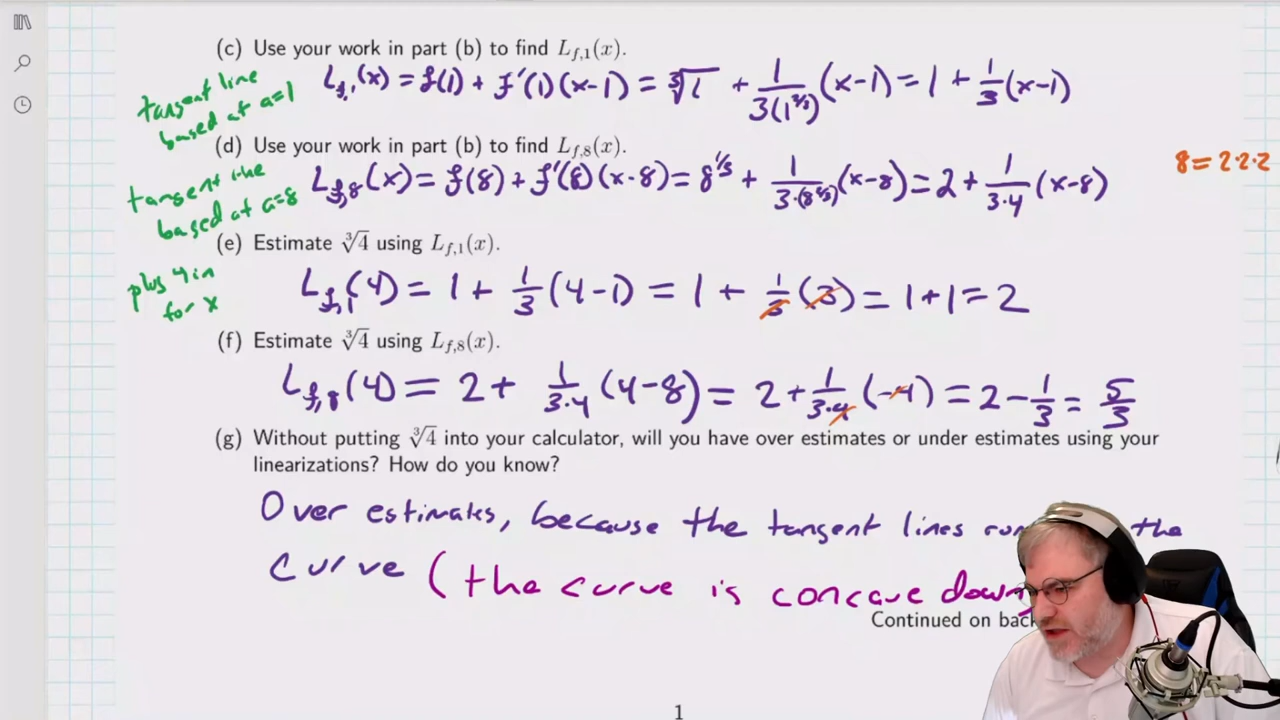 (c) Use your work in part (b) to find L_{f,1}(x).
tangent line based at a=1
L_{f,1}(x) = f(1) + f'(1)(x-1) = ∛1 + 1/(3(1^{2/3}))(x-1) = 1 + 1/3(x-1)
(d) Use your work in part (b) to find L_{f,8}(x).
tangent line based at a=8
L_{f,8}(x) = f(8) + f'(8)(x-8) = 8^{1/3} + 1/(3·(8^{2/3}))(x-8) = 2 + 1/(3·4)(x-8)
8=2·2·2
(e) Estimate ∛4 using L_{f,1}(x).
plus 4 in for x
L_{f,1}(4) = 1 + 1/3(4-1) = 1 + 1/3(3) = 1+1=2
(f) Estimate ∛4 using L_{f,8}(x).
L_{f,8}(4) = 2 + 1/(3·4)(4-8) = 2 + 1/(3·4)(-4) = 2 - 1/3 = 5/3
(g) Without putting ∛4 into your calculator, will you have over estimates or under estimates using your
linearizations? How do you know?
Over estimates, because the tangent lines the
curve (the curve is concave down
Continued on back
1